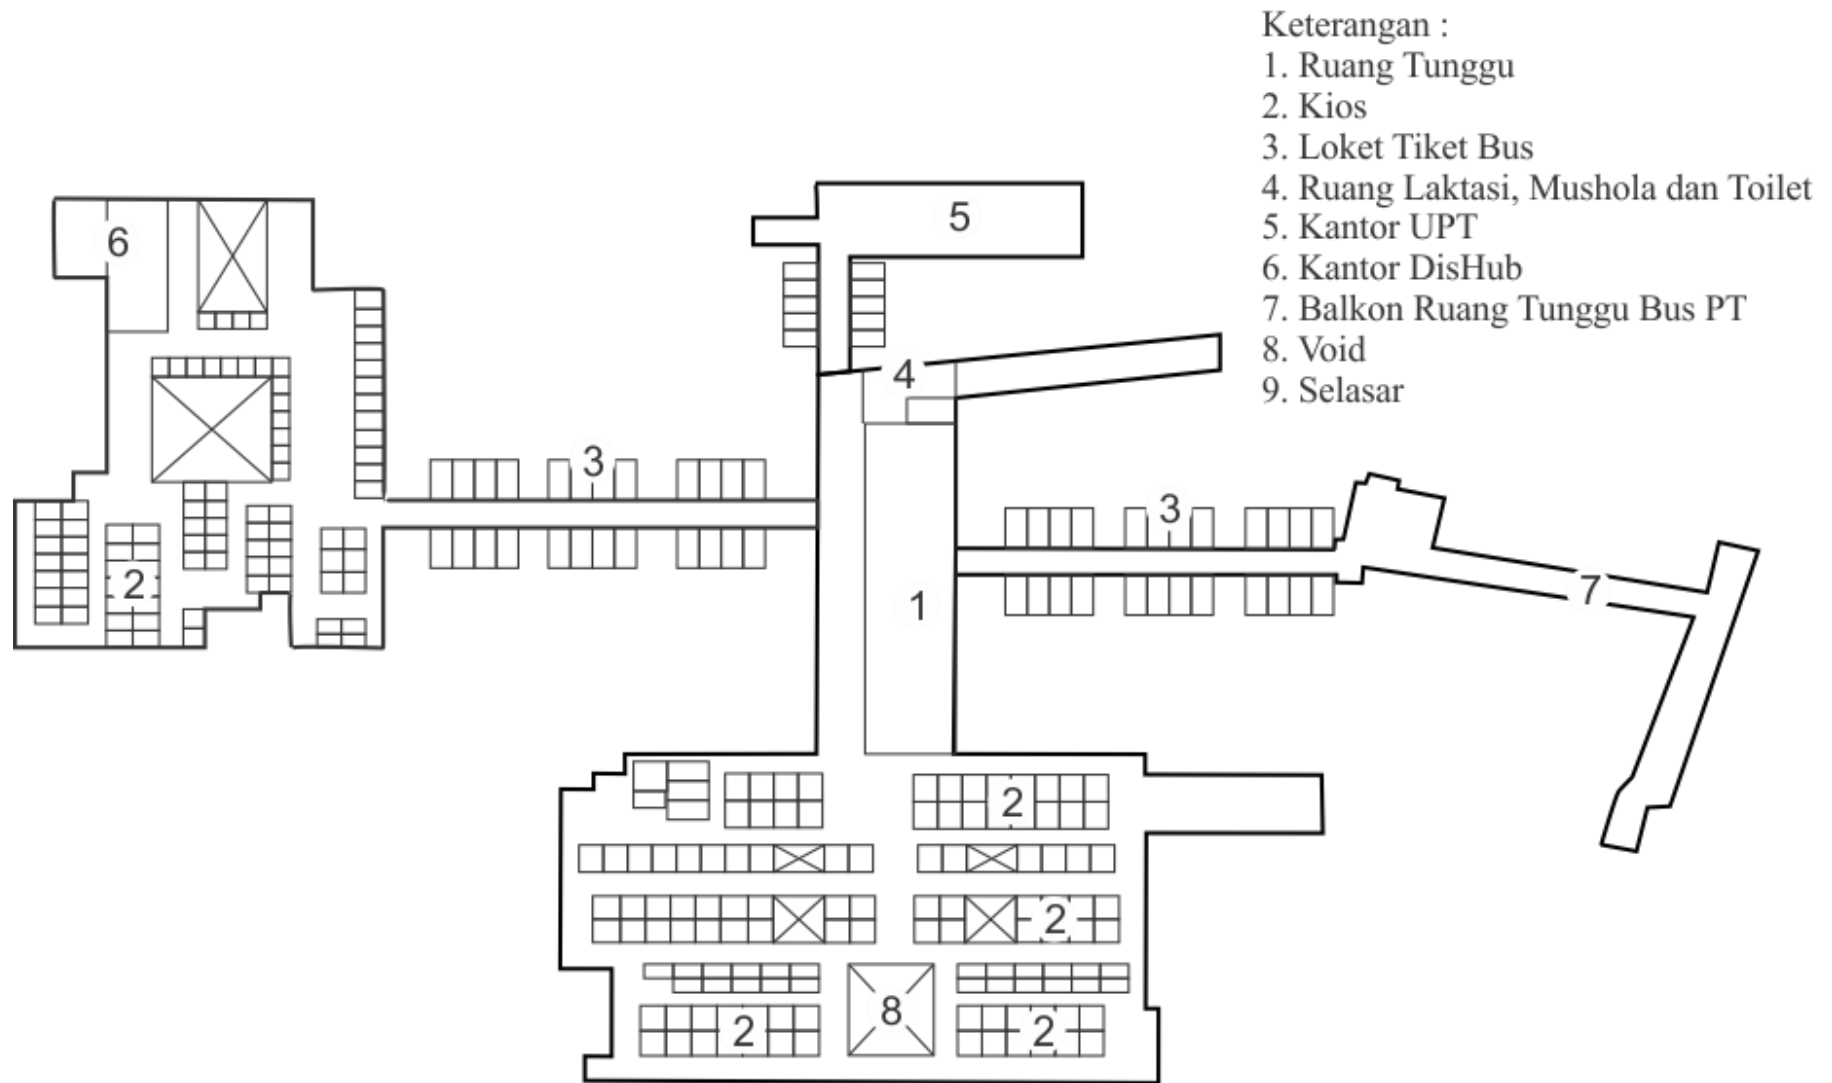 Keterangan :
1. Ruang Tunggu
2. Kios
3. Loket Tiket Bus
4. Ruang Laktasi, Mushola dan Toilet
5. Kantor UPT
6. Kantor DisHub
7. Balkon Ruang Tunggu Bus PT
8. Void
9. Selasar
5
6
4
3
3
2
7
1
2
2
8
2
2